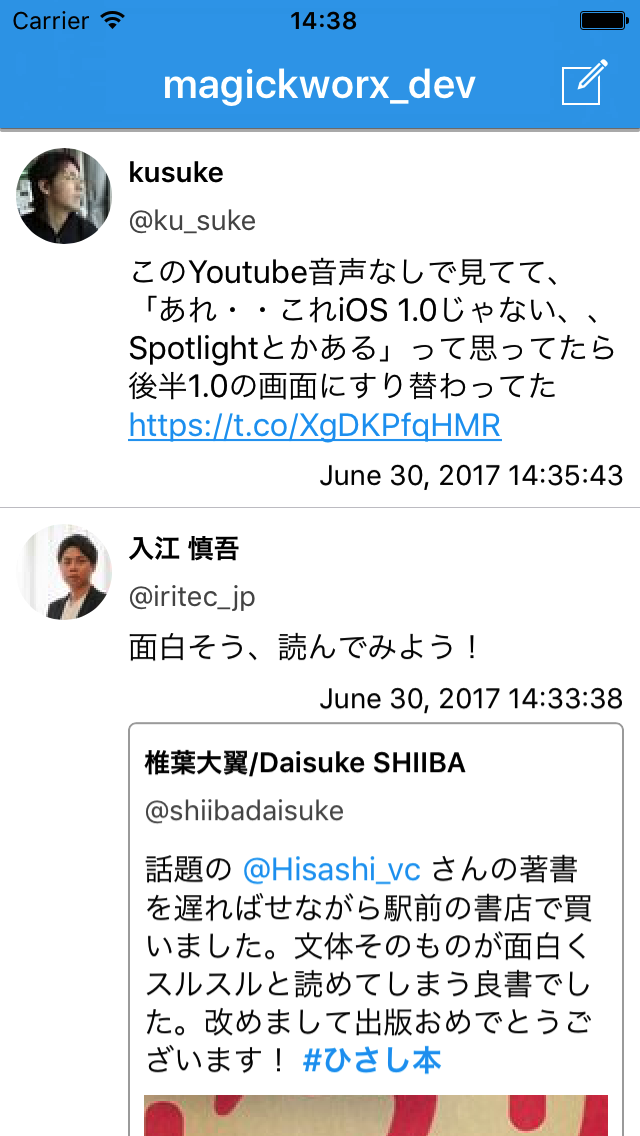 Carrier 14:38
magickworx_dev
kusuke
@ku_suke
このYoutube音声なしで見てて、
「あれ・・これiOS 1.0じゃない、、
Spotlightとかある」って思ってたら
後半1.0の画面にすり替わってた
https://t.co/XgDKPfqHMR
June 30, 2017 14:35:43
入江 慎吾
@iritec_jp
面白そう、読んでみよう！
June 30, 2017 14:33:38
椎葉大翼/Daisuke SHIIBA
@shiibadaisuke
話題の @Hisashi_vc さんの著書
を遅ればせながら駅前の書店で買
いました。文体そのものが面白く
スルスルと読めてしまう良書でし
た。改めまして出版おめでとうご
ざいます！ #ひさし本